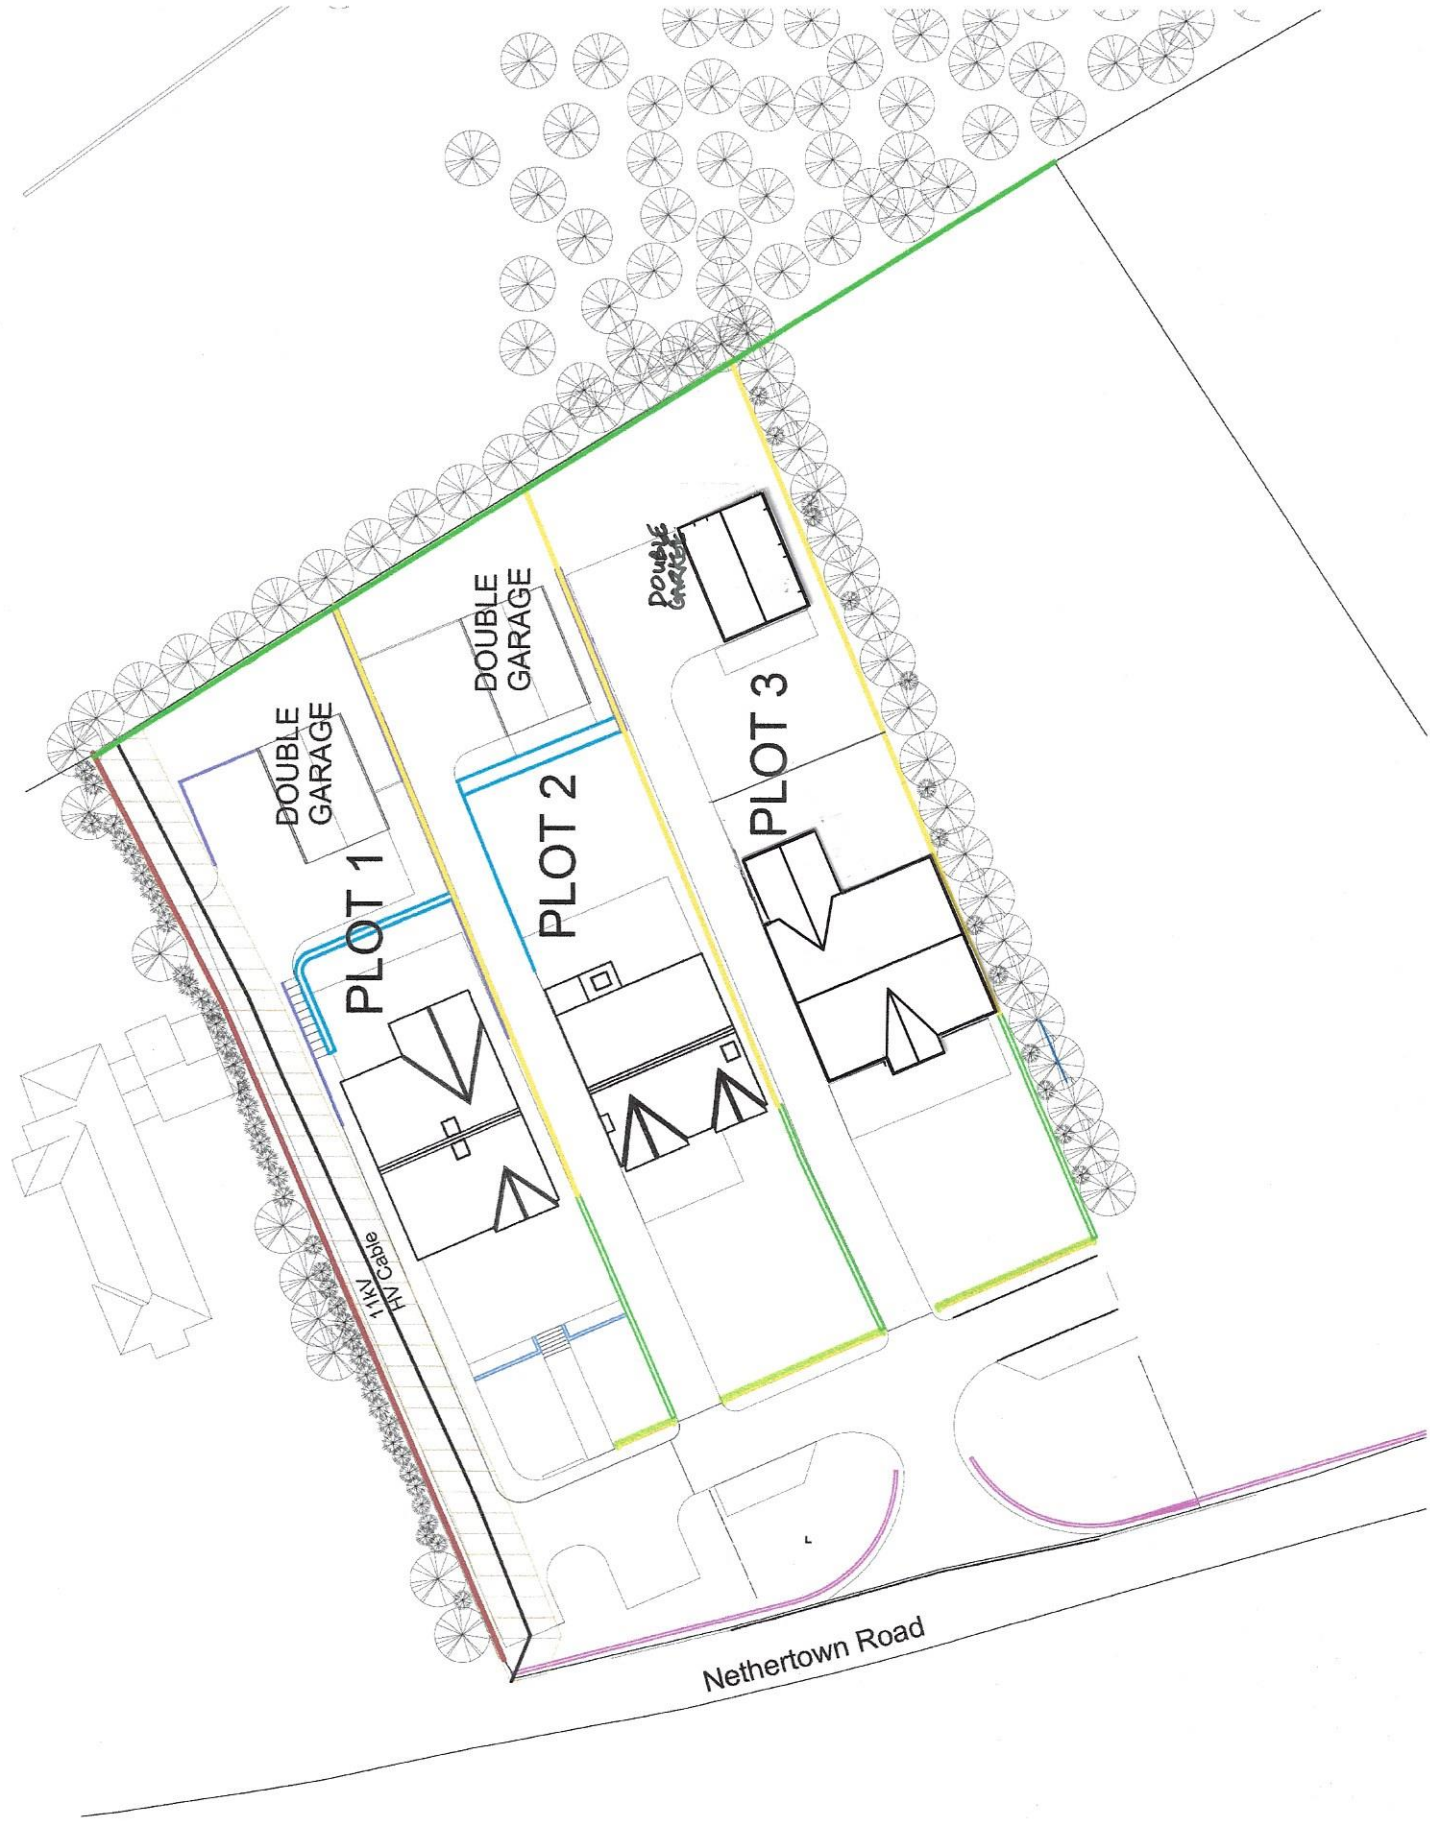 DOUBLE
GARAGE
PLOT 1
DOUBLE
GARAGE
PLOT 2
DOUBLE
GARAGE
PLOT 3
11kV
HV Cable
L
Nethertown Road